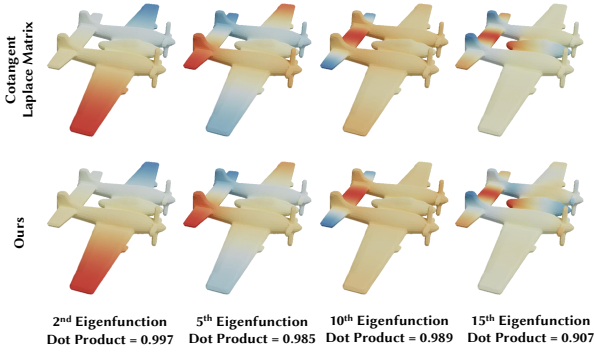 Cotangent
Laplace Matrix
Ours
2nd Eigenfunction
Dot Product = 0.997
5th Eigenfunction
Dot Product = 0.985
10th Eigenfunction
Dot Product = 0.989
15th Eigenfunction
Dot Product = 0.907